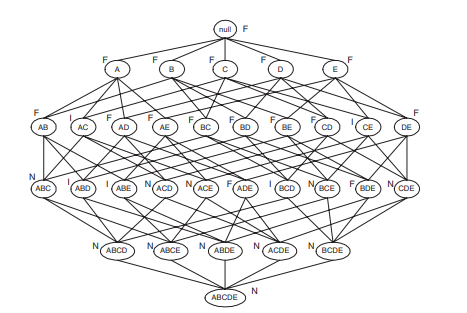 null F
F A F B F C F D E F
F AB I AC F AD F AE F BC F BD F BE F CD I CE DE F
N ABC I ABD I ABE N ACD N ACE F ADE I BCD N BCE F BDE N CDE
N ABCD N ABCE N ABDE N ACDE N BCDE
ABCDE N